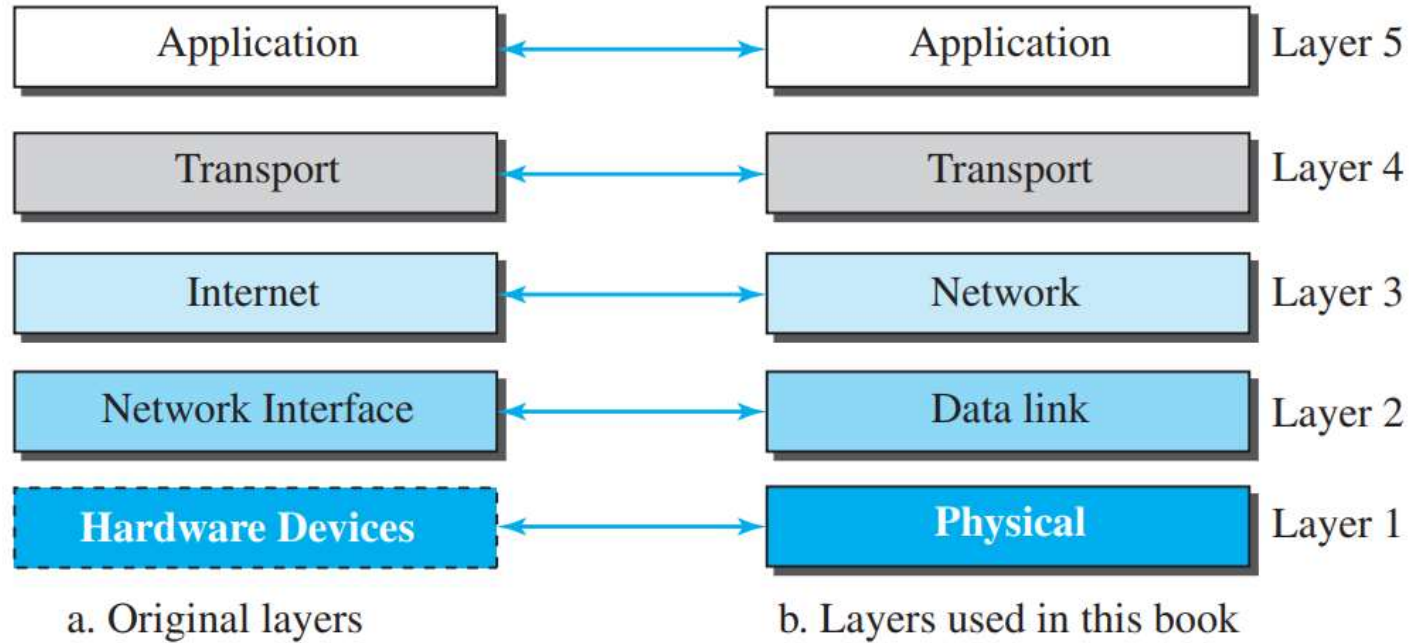 Application
Application
Layer 5
Transport
Transport
Layer 4
Internet
Network
Layer 3
Network Interface
Data link
Layer 2
Hardware Devices
Physical
Layer 1
a. Original layers
b. Layers used in this book